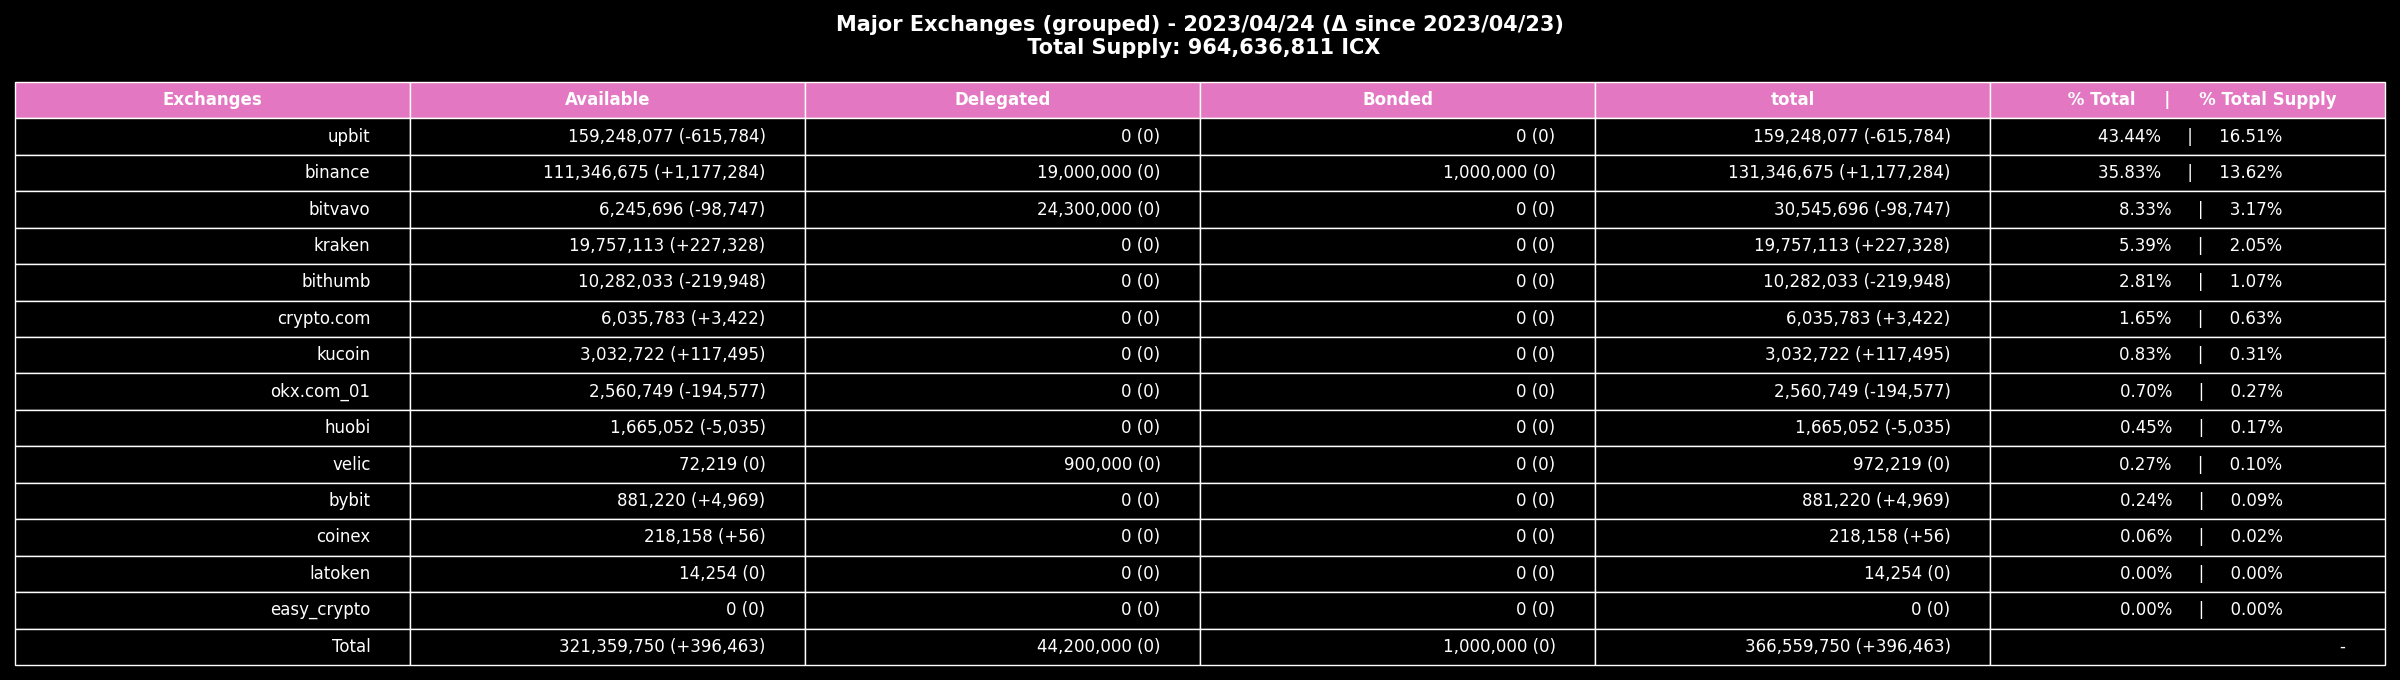 Major Exchanges (grouped) - 2023/04/24 (Δ since 2023/04/23)
Total Supply: 964,636,811 ICX
Exchanges Available Delegated Bonded total % Total | % Total Supply
upbit 159,248,077 (-615,784) 0 (0) 0 (0) 159,248,077 (-615,784) 43.44% | 16.51%
binance 111,346,675 (+1,177,284) 19,000,000 (0) 1,000,000 (0) 131,346,675 (+1,177,284) 35.83% | 13.62%
bitvavo 6,245,696 (-98,747) 24,300,000 (0) 0 (0) 30,545,696 (-98,747) 8.33% | 3.17%
kraken 19,757,113 (+227,328) 0 (0) 0 (0) 19,757,113 (+227,328) 5.39% | 2.05%
bithumb 10,282,033 (-219,948) 0 (0) 0 (0) 10,282,033 (-219,948) 2.81% | 1.07%
crypto.com 6,035,783 (+3,422) 0 (0) 0 (0) 6,035,783 (+3,422) 1.65% | 0.63%
kucoin 3,032,722 (+117,495) 0 (0) 0 (0) 3,032,722 (+117,495) 0.83% | 0.31%
okx.com_01 2,560,749 (-194,577) 0 (0) 0 (0) 2,560,749 (-194,577) 0.70% | 0.27%
huobi 1,665,052 (-5,035) 0 (0) 0 (0) 1,665,052 (-5,035) 0.45% | 0.17%
velic 72,219 (0) 900,000 (0) 0 (0) 972,219 (0) 0.27% | 0.10%
bybit 881,220 (+4,969) 0 (0) 0 (0) 881,220 (+4,969) 0.24% | 0.09%
coinex 218,158 (+56) 0 (0) 0 (0) 218,158 (+56) 0.06% | 0.02%
latoken 14,254 (0) 0 (0) 0 (0) 14,254 (0) 0.00% | 0.00%
easy_crypto 0 (0) 0 (0) 0 (0) 0 (0) 0.00% | 0.00%
Total 321,359,750 (+396,463) 44,200,000 (0) 1,000,000 (0) 366,559,750 (+396,463) -